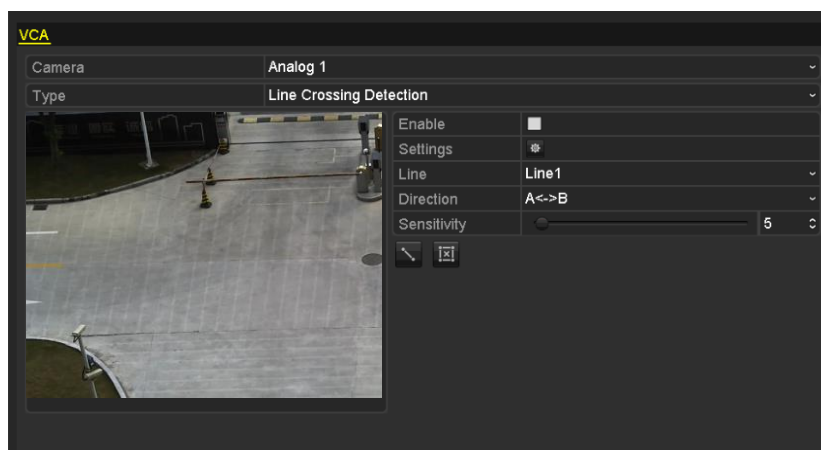 VCA
Camera Analog 1
Type Line Crossing Detection
Enable
Settings
Line Line1
Direction A<->B
Sensitivity 5